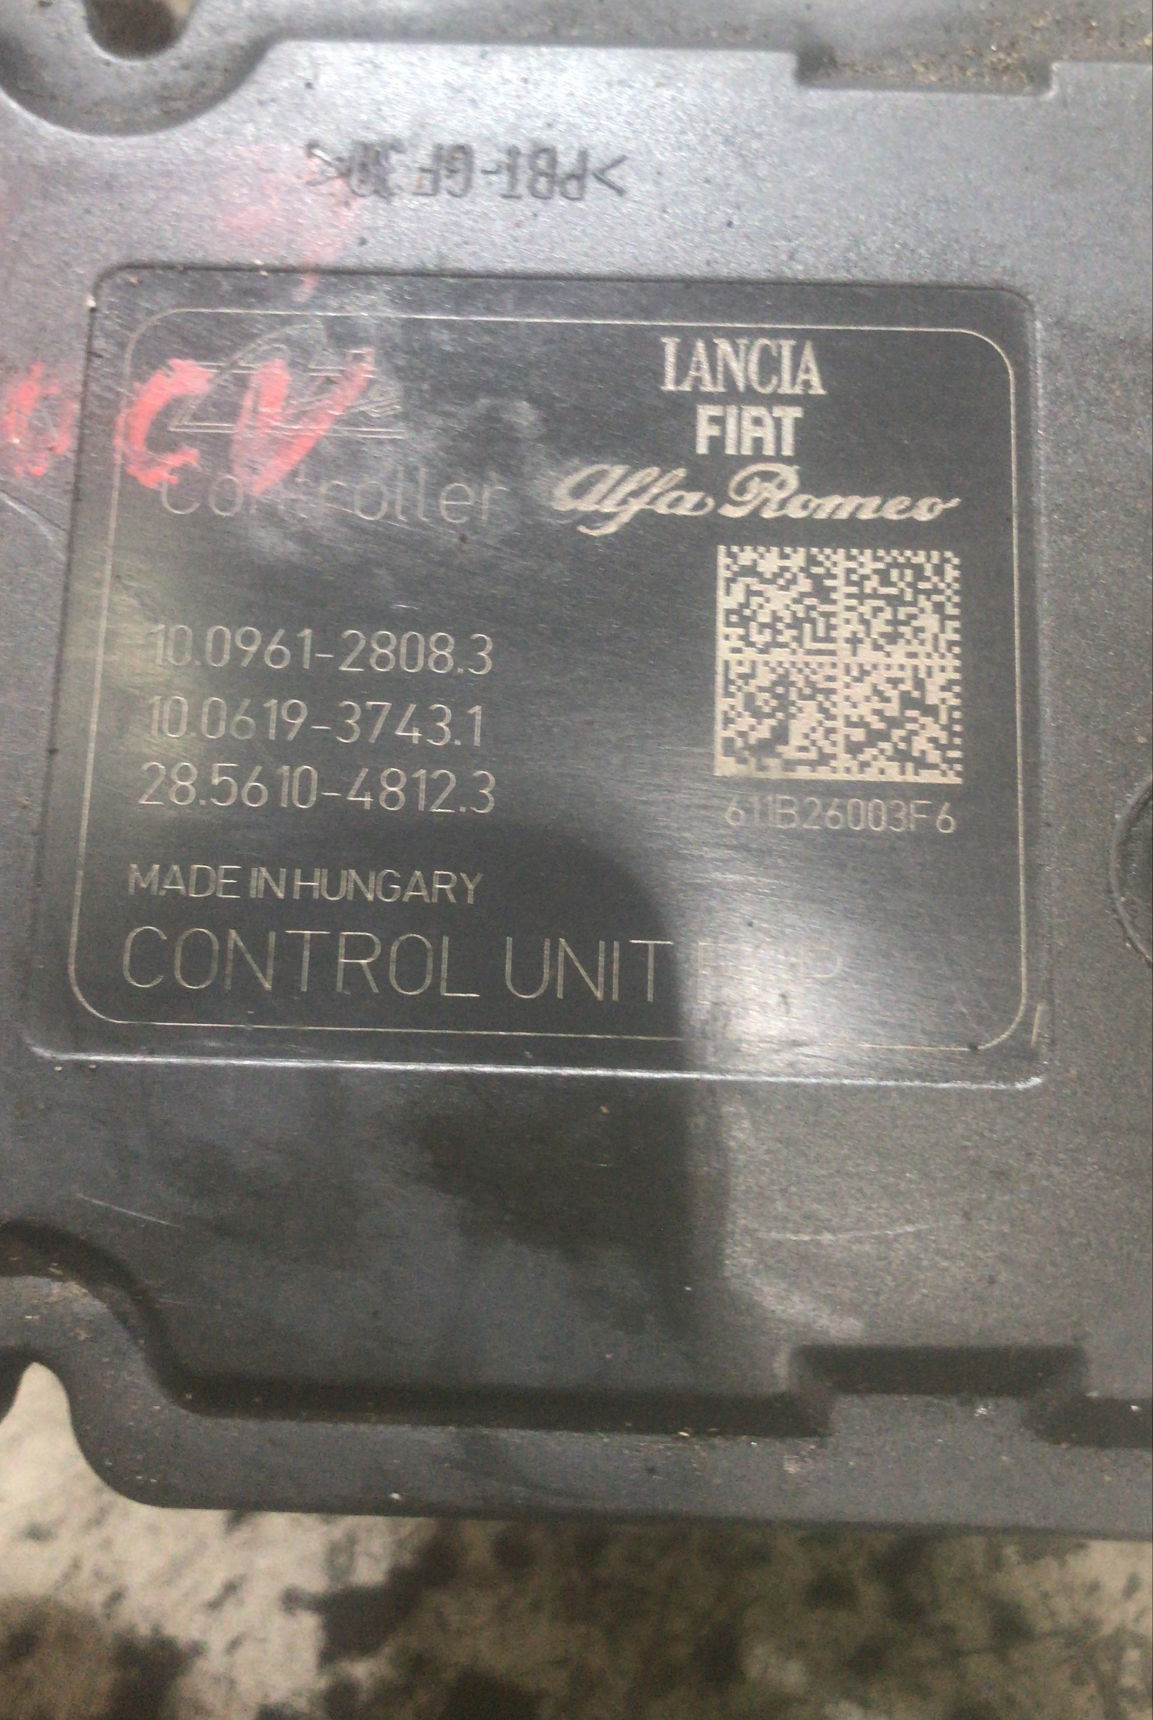 >PBT-GF 30<
LANCIA
FIAT
Alfa Romeo
CV
Controller
10.0961-2808.3
10.0619-3743.1
28.5610-4812.3
611B26003F6
MADE IN HUNGARY
CONTROL UNIT